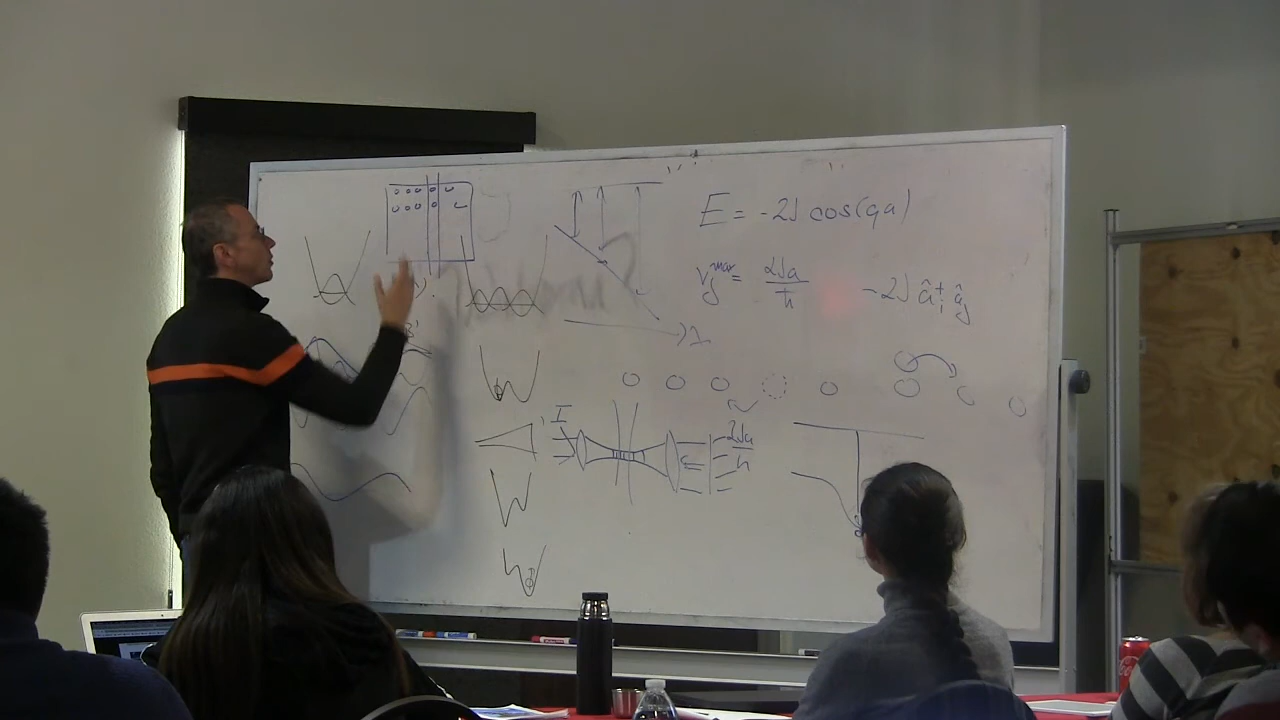 E = -2J cos(qa)
v_g^max = 2Ja/ħ
-2J â_i^† â_j
I
2Ja/ħ